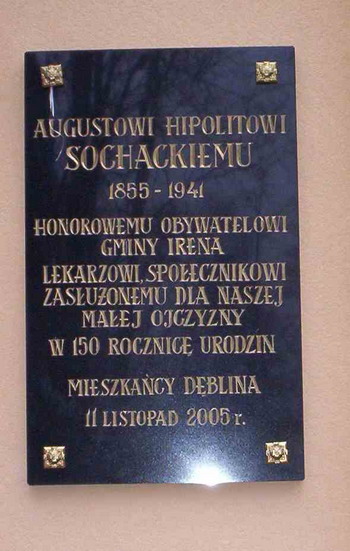 AUGUSTOWI HIPOLITOWI
SOCHACKIEMU
1855-1941
HONOROWEMU OBYWATELOWI
GMINY IRENA
LEKARZOWI, SPOŁECZNIKOWI
ZASŁUŻONEMU DLA NASZEJ
MAŁEJ OJCZYZNY
W 150 ROCZNICĘ URODZIN
MIESZKAŃCY DĘBLINA
11 LISTOPAD 2005 r.